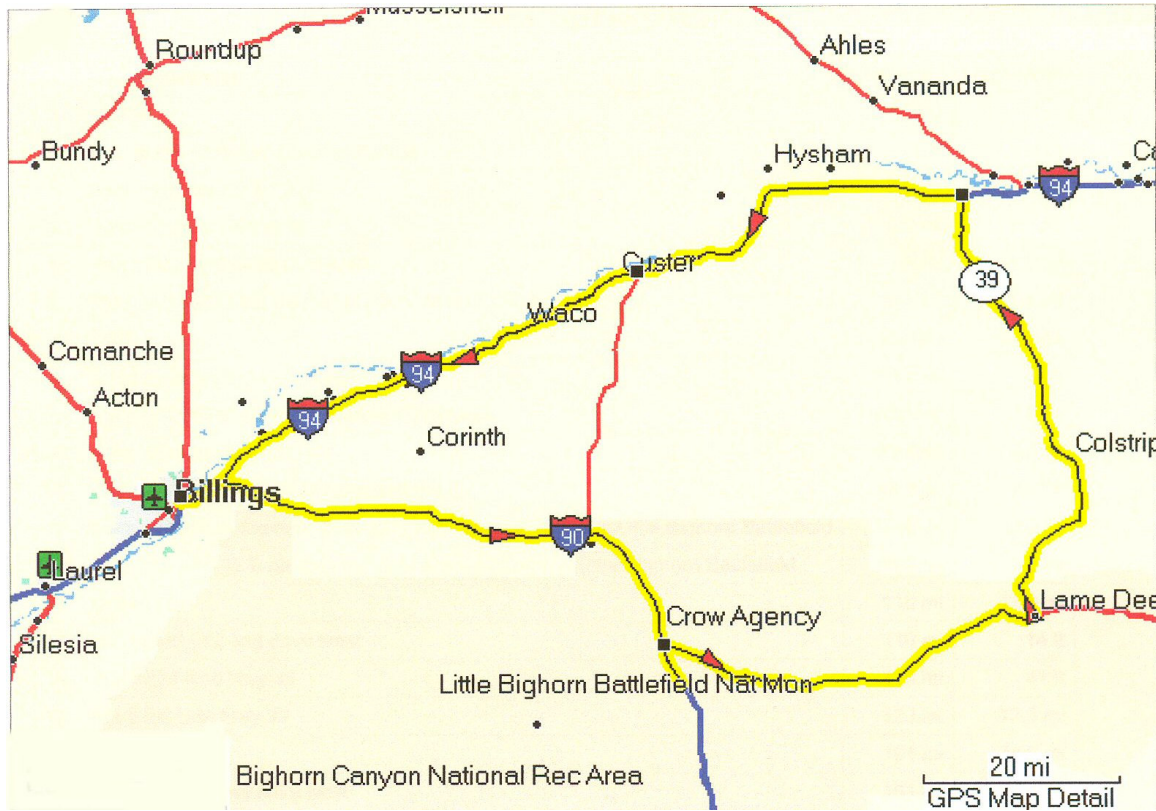 Musselshell
Roundup
Ahles
Vananda
Bundy
Hysham
Ca
94
Custer
39
Waco
Comanche
94
Acton
94
Corinth
Colstrip
Billings
90
Laurel
Lame Dee
Crow Agency
Silesia
Little Bighorn Battlefield Nat Mon
Bighorn Canyon National Rec Area
20 mi
GPS Map Detail